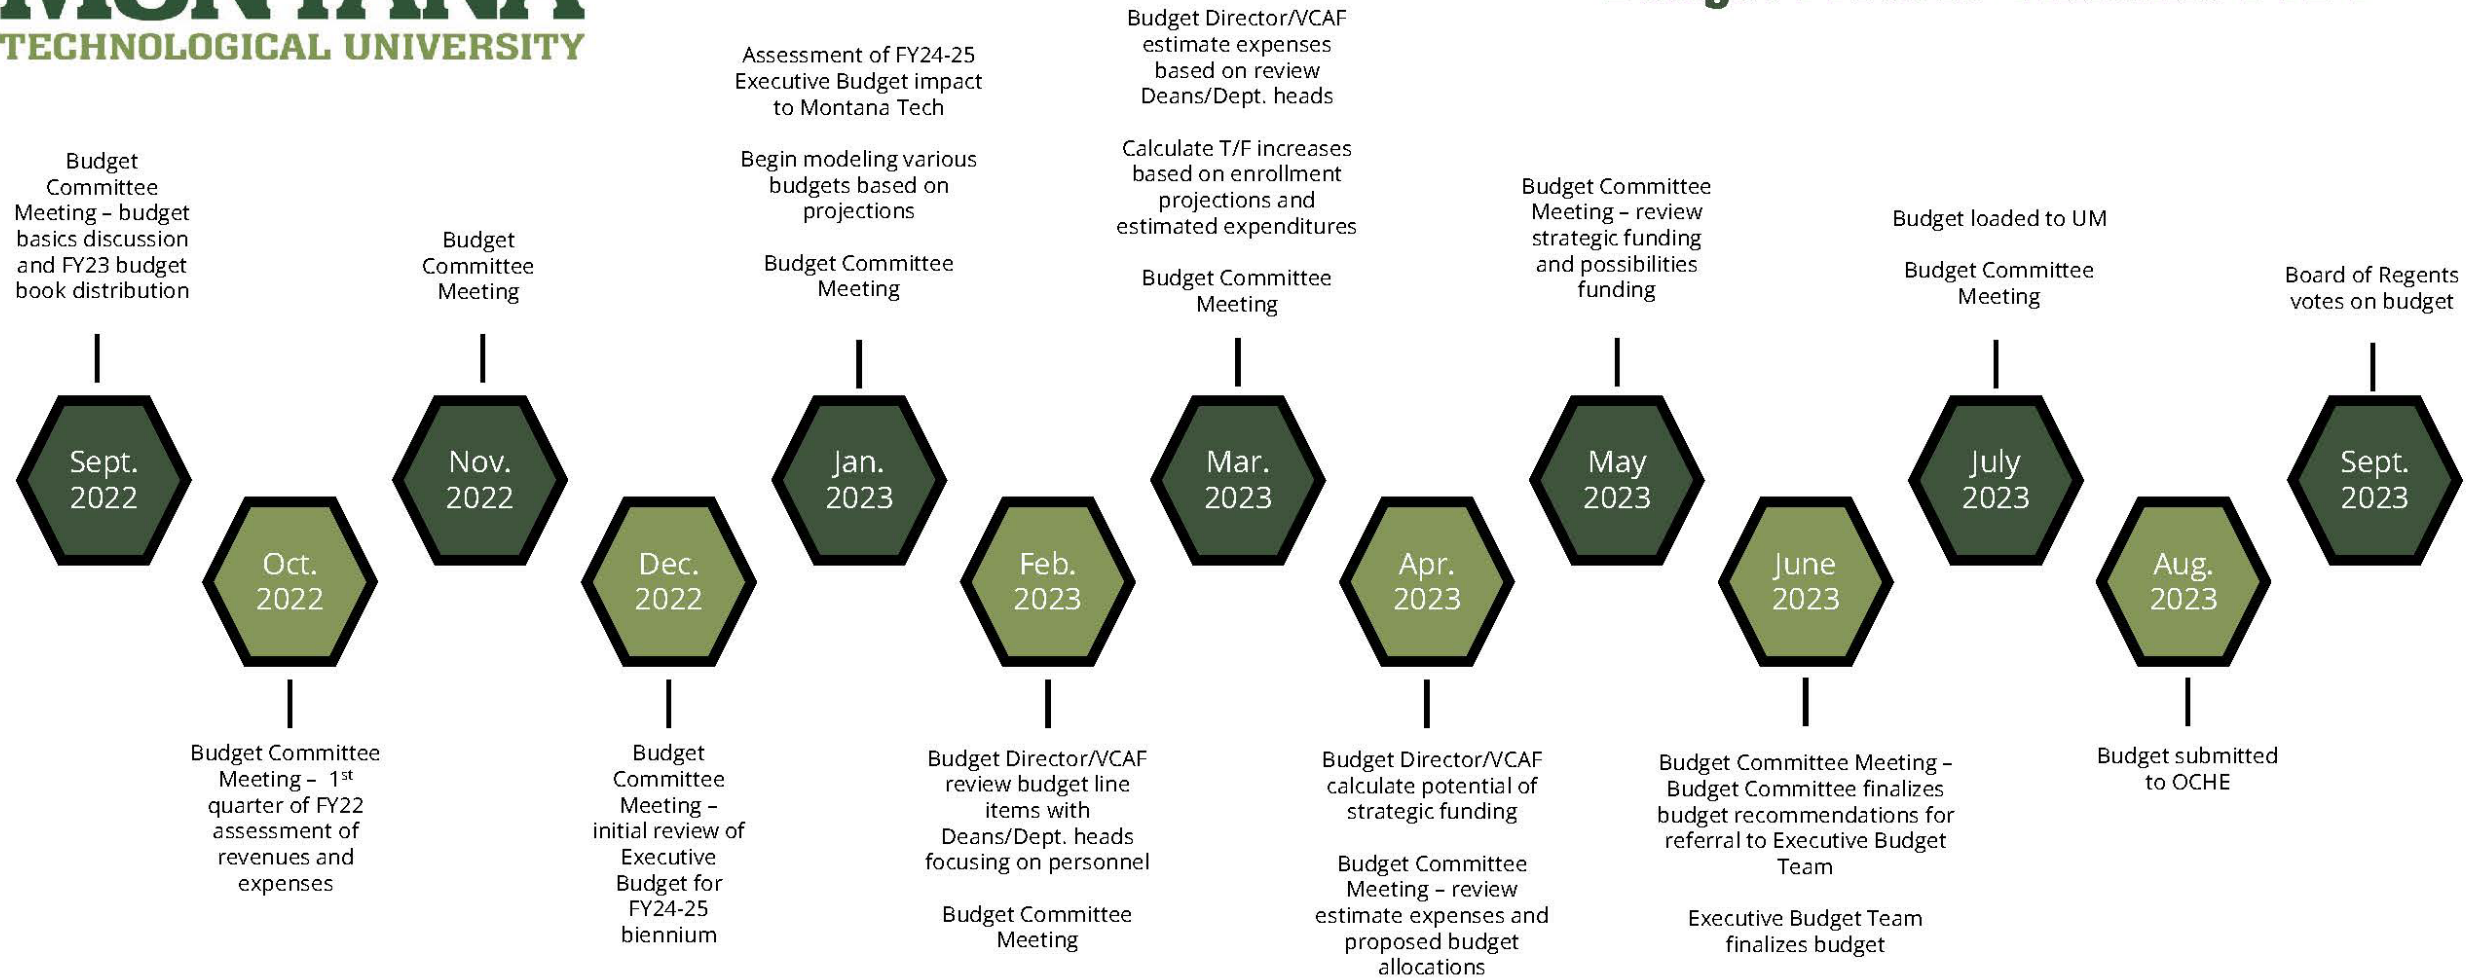 MONTANA
TECHNOLOGICAL UNIVERSITY
Budget
Committee
Meeting – budget
basics discussion
and FY23 budget
book distribution
Sept.
2022
Oct.
2022
Budget Committee
Meeting – 1st
quarter of FY22
assessment of
revenues and
expenses
Budget
Committee
Meeting
Nov.
2022
Dec.
2022
Budget
Committee
Meeting –
initial review of
Executive
Budget for
FY24-25
biennium
Assessment of FY24-25
Executive Budget impact
to Montana Tech
Begin modeling various
budgets based on
projections
Budget Committee
Meeting
Jan.
2023
Feb.
2023
Budget Director/VCAF
review budget line
items with
Deans/Dept. heads
focusing on personnel
Budget Committee
Meeting
Budget Director/VCAF
estimate expenses
based on review
Deans/Dept. heads
Calculate T/F increases
based on enrollment
projections and
estimated expenditures
Budget Committee
Meeting
Mar.
2023
Apr.
2023
Budget Director/VCAF
calculate potential of
strategic funding
Budget Committee
Meeting – review
estimate expenses and
proposed budget
allocations
Budget Committee
Meeting – review
strategic funding
and possibilities
funding
May
2023
June
2023
Budget Committee Meeting –
Budget Committee finalizes
budget recommendations for
referral to Executive Budget
Team
Executive Budget Team
finalizes budget
Budget loaded to UM
Budget Committee
Meeting
July
2023
Aug.
2023
Budget submitted
to OCHE
Board of Regents
votes on budget
Sept.
2023